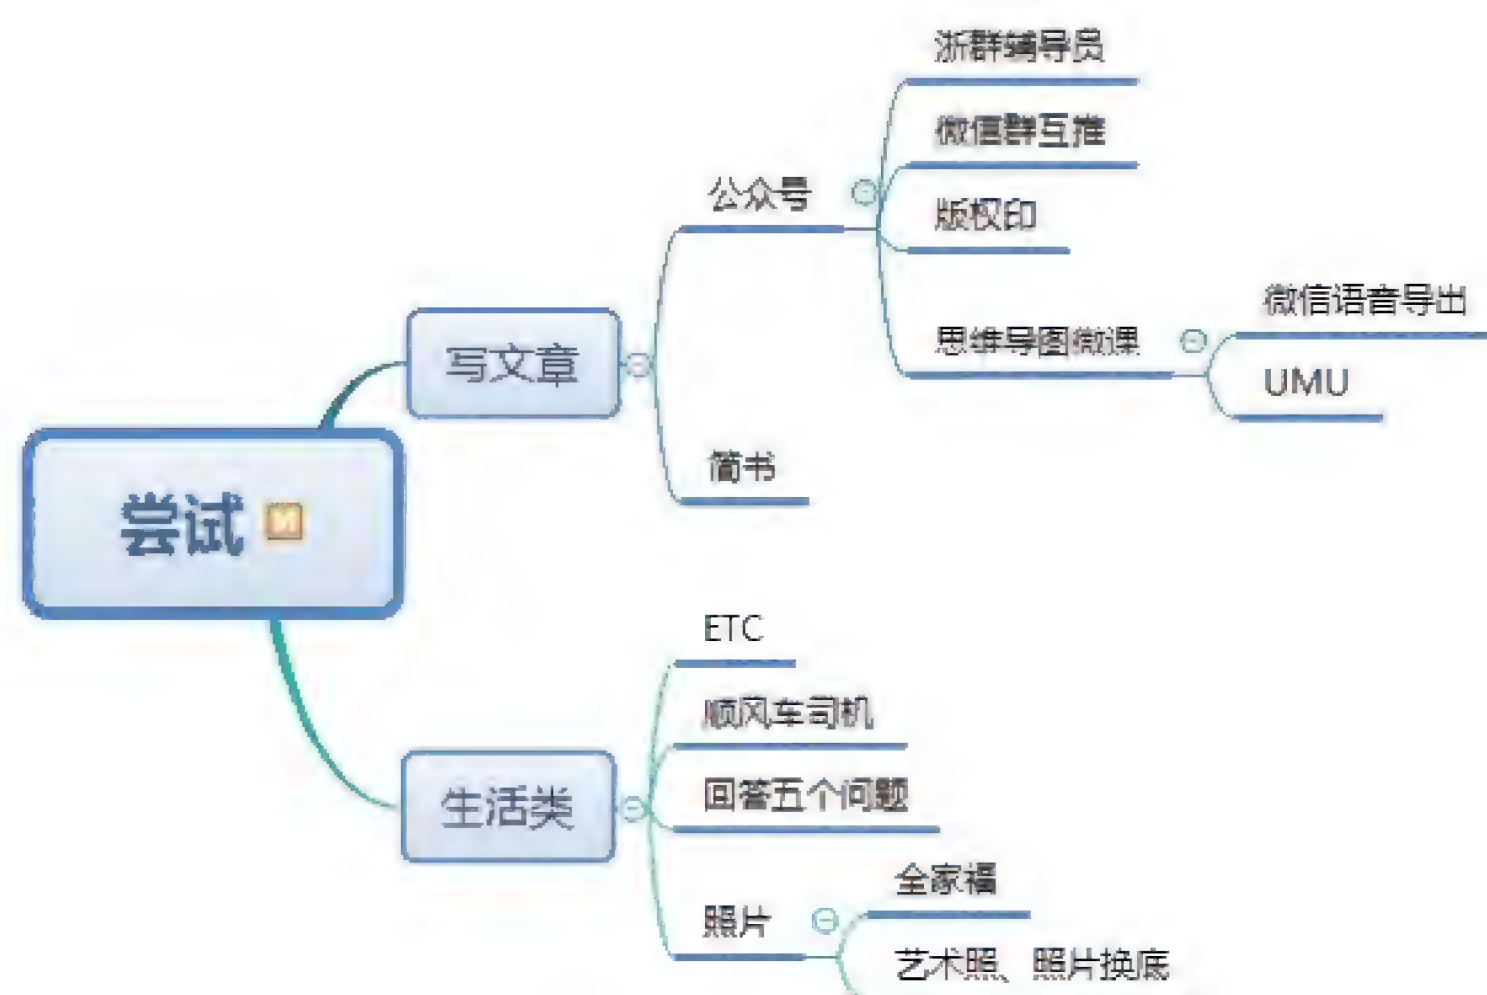 浙群辅导员
微信群互推
公众号
版权印
微信语音导出
思维导图微课
UMU
写文章
简书
尝试
ETC
顺风车司机
生活类
回答五个问题
全家福
照片
艺术照、照片换底